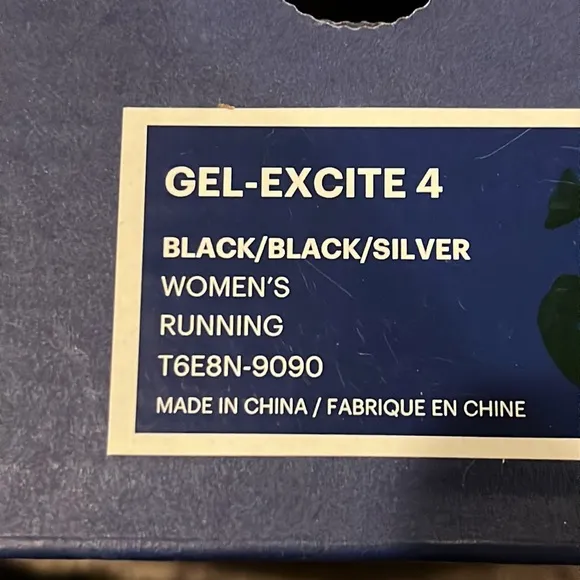 GEL-EXCITE 4
BLACK/BLACK/SILVER
WOMEN'S
RUNNING
T6E8N-9090
MADE IN CHINA / FABRIQUE EN CHINE